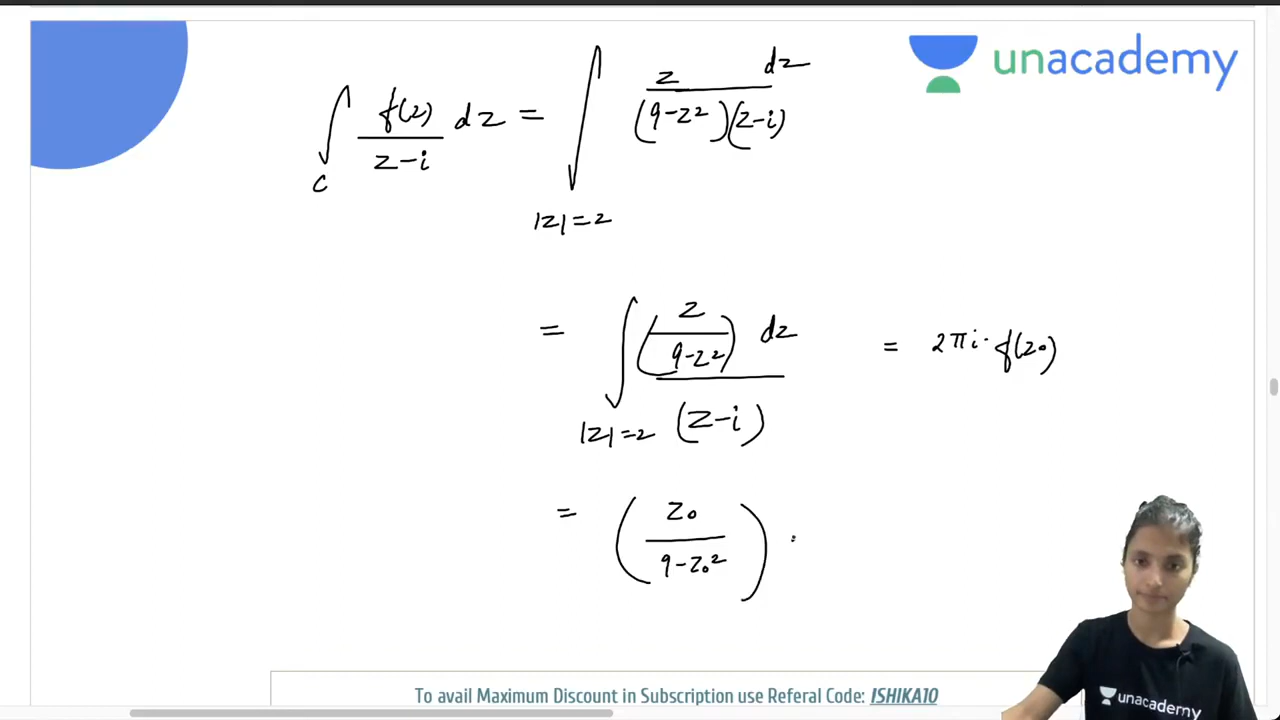 unacademy
∫_C f(z)/(z-i) dz = ∫_{|z|=2} z dz/((9-z²)(z-i))
= ∫_{|z|=2} (z/(9-z²)) dz/(z-i) = 2πi · f(z₀)
= (z₀/(9-z₀²)) ·
unacademy
To avail Maximum Discount in Subscription use Referal Code: ISHIKA10